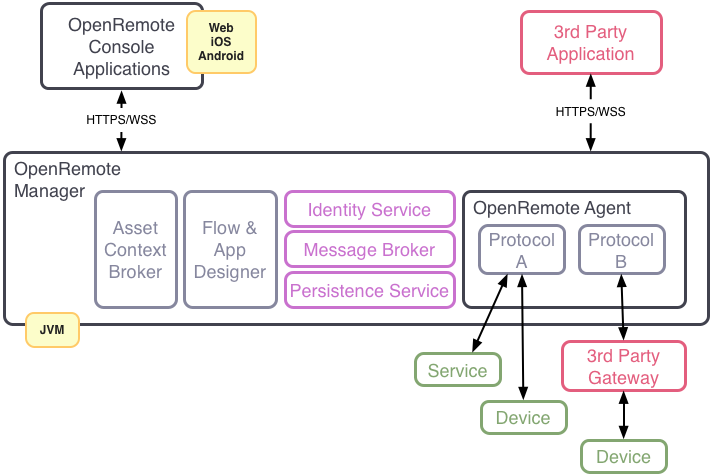 OpenRemote
Console
Applications
Web
iOS
Android
3rd Party
Application
HTTPS/WSS
HTTPS/WSS
OpenRemote
Manager
Asset
Context
Broker
Flow &
App
Designer
Identity Service
Message Broker
Persistence Service
OpenRemote Agent
Protocol
A
Protocol
B
JVM
Service
3rd Party
Gateway
Device
Device